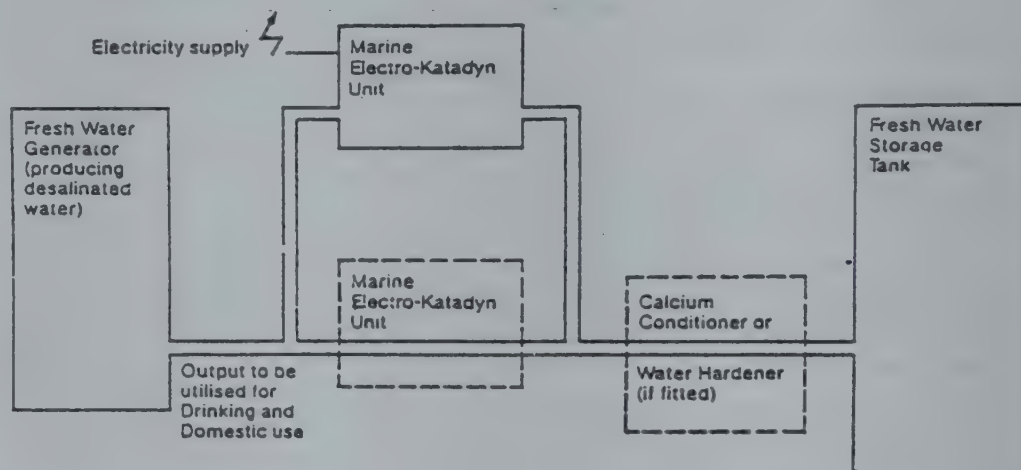 Electricity supply
Marine
Electro-Katadyn
Unit
Fresh Water
Generator
(producing
desalinated
water)
Fresh Water
Storage
Tank
Marine
Electro-Katadyn
Unit
Calcium
Conditioner or
Water Hardener
(if fitted)
Output to be
utilised for
Drinking and
Domestic use